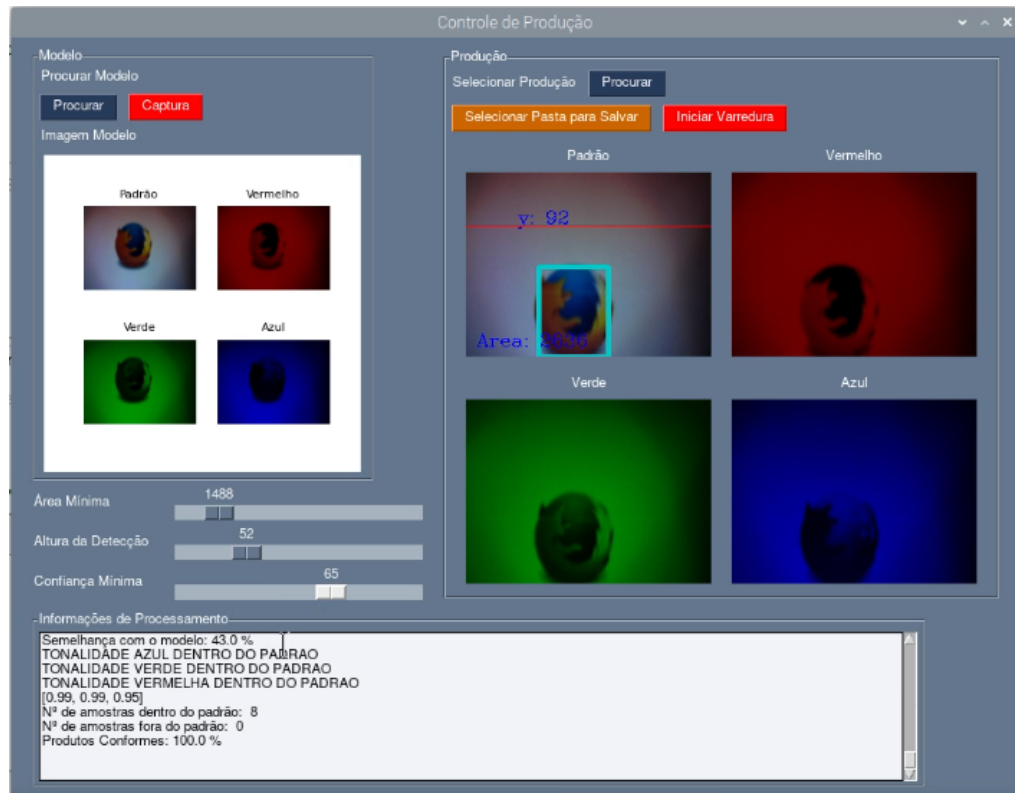 Controle de Produção
Modelo
Procurar Modelo
Procurar Captura
Imagem Modelo
Padrão Vermelho
Verde Azul
Área Mínima 1488
Altura da Detecção 52
Confiança Mínima 65
Produção
Selecionar Produção Procurar
Selecionar Pasta para Salvar Iniciar Varredura
Padrão Vermelho
y: 92
Area: 2636
Verde Azul
Informações de Processamento
Semelhança com o modelo: 43.0 %
TONALIDADE AZUL DENTRO DO PADRAO
TONALIDADE VERDE DENTRO DO PADRAO
TONALIDADE VERMELHA DENTRO DO PADRAO
[0.99, 0.99, 0.95]
Nª de amostras dentro do padrão: 8
Nª de amostras fora do padrão: 0
Produtos Conformes: 100.0 %